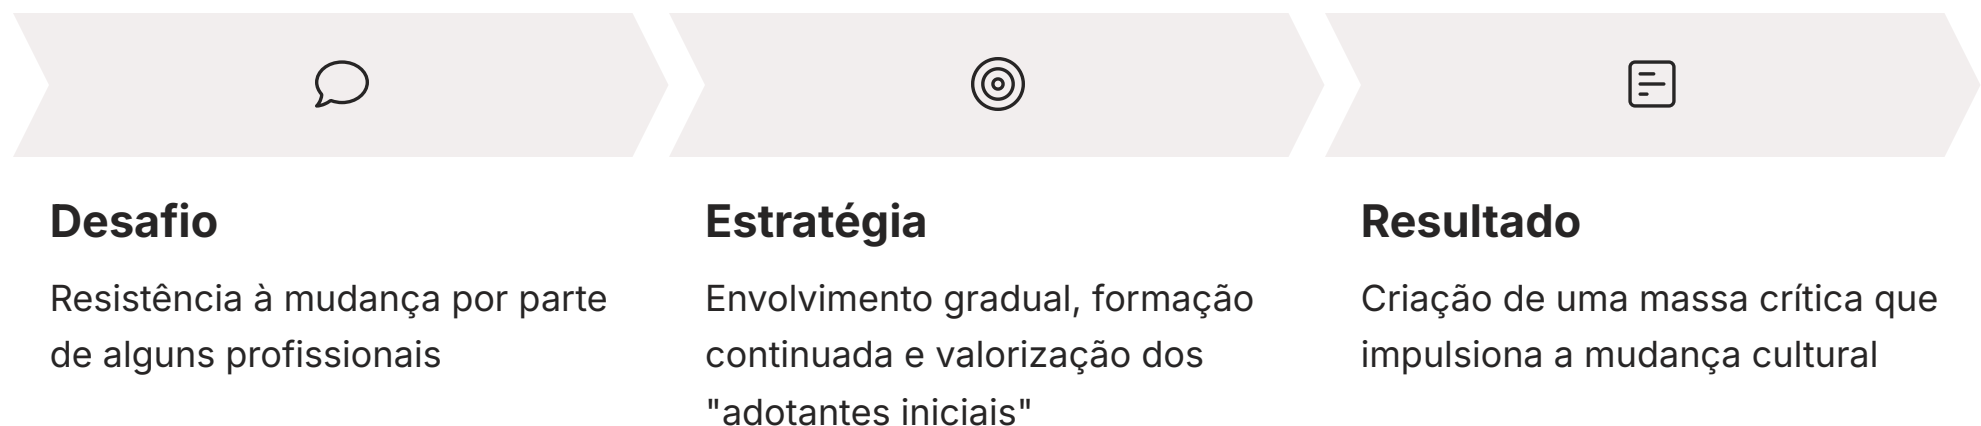 Desafio
Resistência à mudança por parte
de alguns profissionais
Estratégia
Envolvimento gradual, formação
continuada e valorização dos
"adotantes iniciais"
Resultado
Criação de uma massa crítica que
impulsiona a mudança cultural